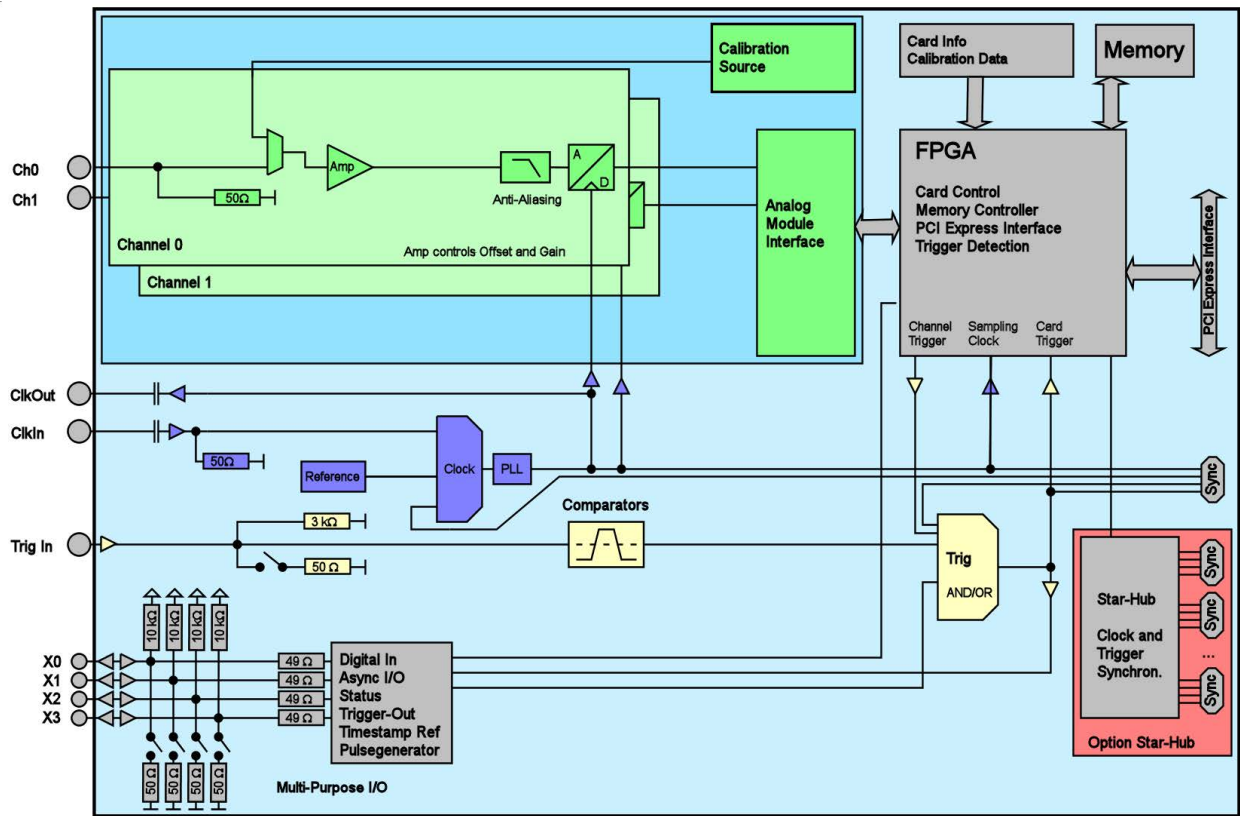 Calibration
Source
Card Info
Calibration Data
Memory
Ch0
Ch1
Amp
50Ω
Anti-Aliasing
A
D
Channel 0
Amp controls Offset and Gain
Channel 1
Analog
Module
Interface
FPGA
Card Control
Memory Controller
PCI Express Interface
Trigger Detection
Channel
Trigger
Sampling
Clock
Card
Trigger
PCI Express Interface
ClkOut
ClkIn
50Ω
Reference
Clock
PLL
Sync
Comparators
3 kΩ
Trig In
50 Ω
Trig
AND/OR
Star-Hub
Clock and
Trigger
Synchron.
Sync
Sync
...
Sync
Option Star-Hub
10 kΩ
10 kΩ
10 kΩ
10 kΩ
X0
X1
X2
X3
49 Ω
49 Ω
49 Ω
49 Ω
Digital In
Async I/O
Status
Trigger-Out
Timestamp Ref
Pulsegenerator
50 Ω
50 Ω
50 Ω
50 Ω
Multi-Purpose I/O